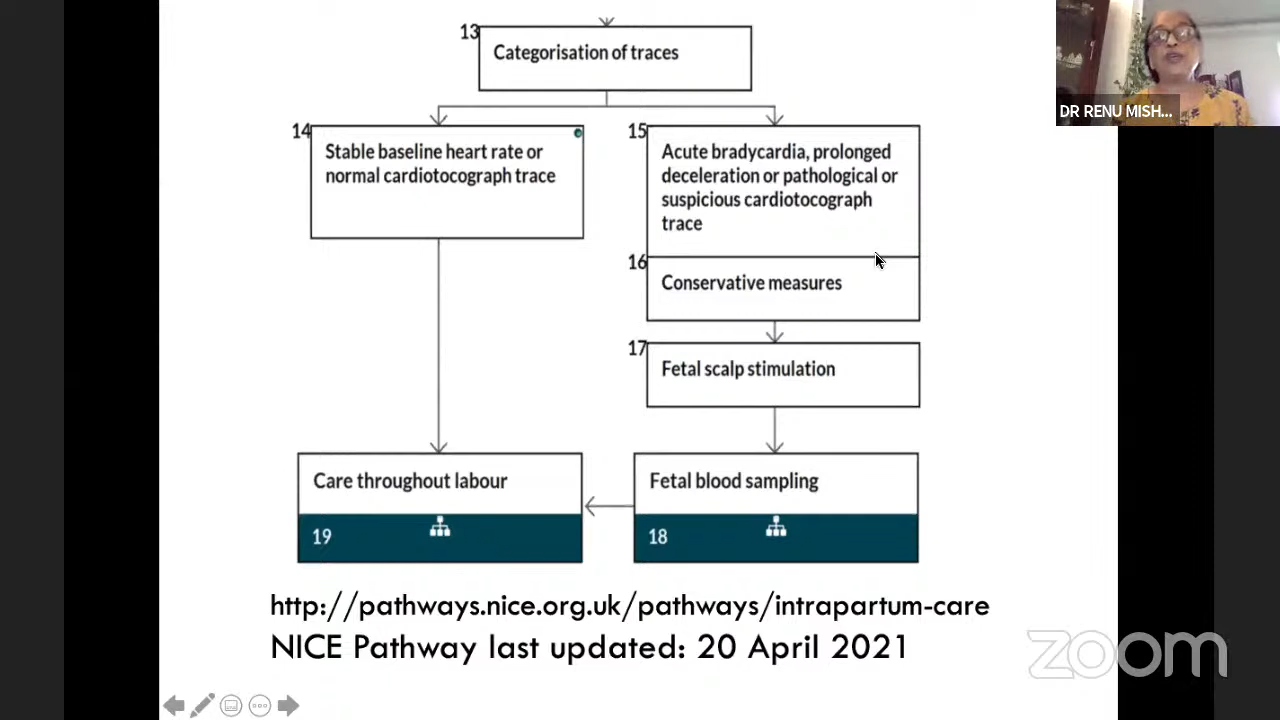 13
Categorisation of traces
14
Stable baseline heart rate or
normal cardiotocograph trace
15
Acute bradycardia, prolonged
deceleration or pathological or
suspicious cardiotocograph
trace
16
Conservative measures
17
Fetal scalp stimulation
Care throughout labour
19
Fetal blood sampling
18
http://pathways.nice.org.uk/pathways/intrapartum-care
NICE Pathway last updated: 20 April 2021
DR RENU MISH...
zoom